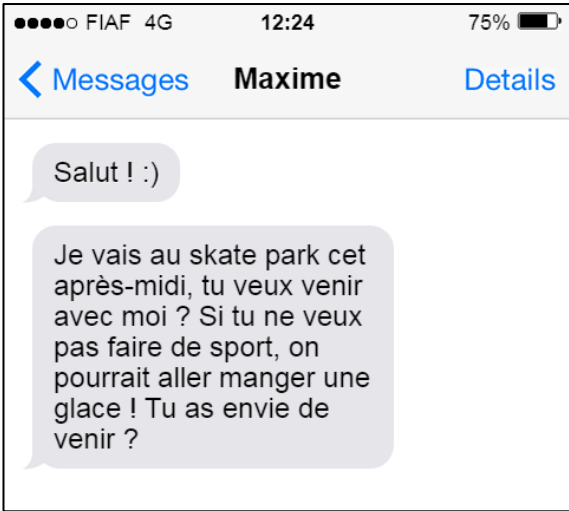 FIAF 4G 12:24 75%
Messages Maxime Details
Salut ! :)
Je vais au skate park cet
après-midi, tu veux venir
avec moi ? Si tu ne veux
pas faire de sport, on
pourrait aller manger une
glace ! Tu as envie de
venir ?